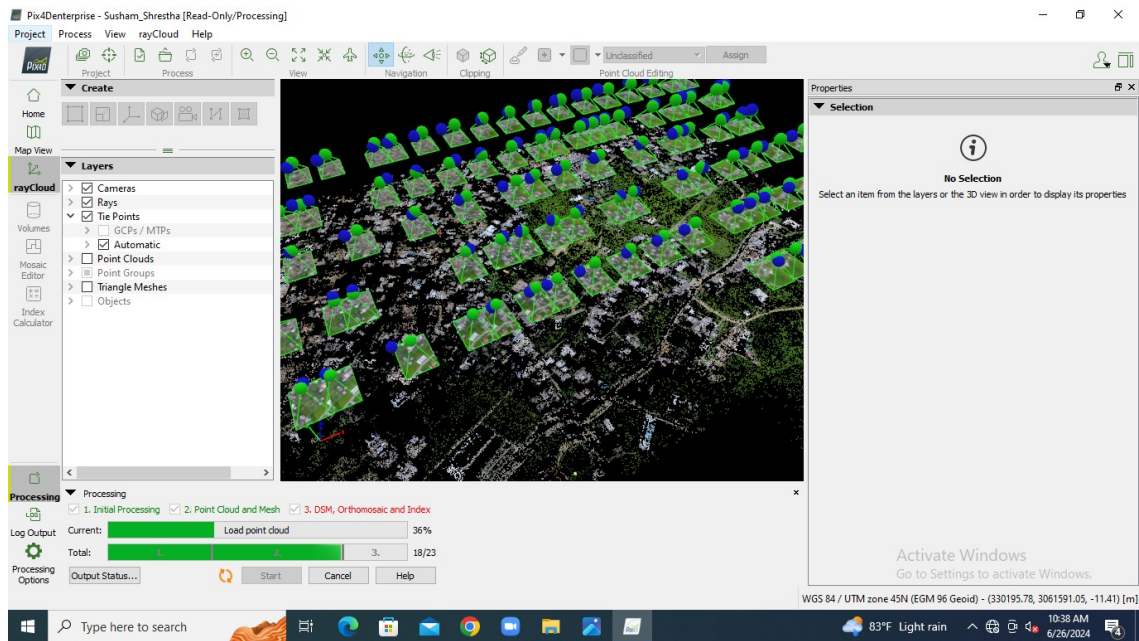 Pix4Denterprise - Susham_Shrestha [Read-Only/Processing]
Project Process View rayCloud Help
PIX4D
Project Process View Navigation Clipping Point Cloud Editing
Unclassified Assign
Home
Map View
rayCloud
Volumes
Mosaic
Editor
Index
Calculator
Create
Layers
Cameras
Rays
Tie Points
GCPs / MTPs
Automatic
Point Clouds
Point Groups
Triangle Meshes
Objects
Properties
Selection
No Selection
Select an item from the layers or the 3D view in order to display its properties
Processing
Log Output
Processing
Options
Processing
1. Initial Processing 2. Point Cloud and Mesh 3. DSM, Orthomosaic and Index
Current: Load point cloud 36%
Total: 1. 2. 3. 18/23
Output Status... Start Cancel Help
Activate Windows
Go to Settings to activate Windows.
WGS 84 / UTM zone 45N (EGM 96 Geoid) - (330195.78, 3061591.05, -11.41) [m]
Type here to search
83°F Light rain
10:38 AM
6/26/2024
4